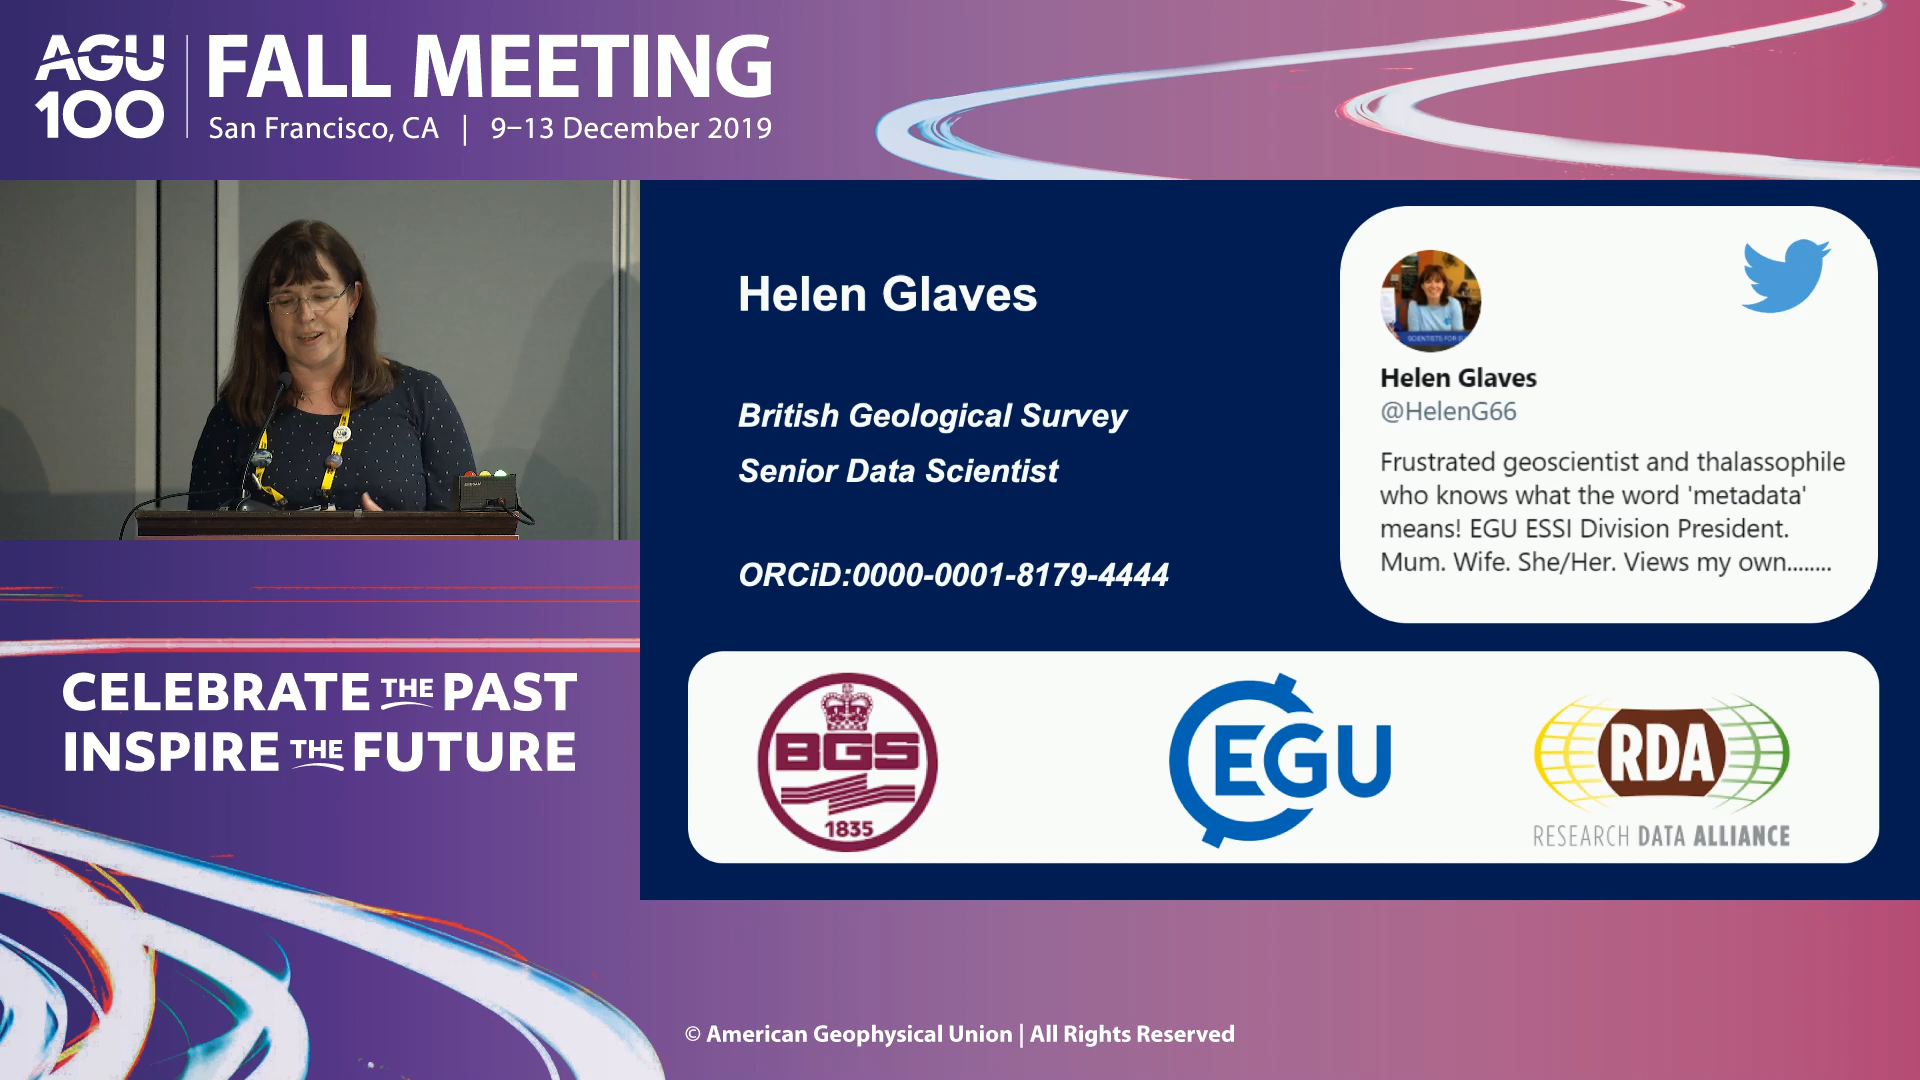 AGU
100
FALL MEETING
San Francisco, CA | 9–13 December 2019
Helen Glaves
British Geological Survey
Senior Data Scientist
ORCiD:0000-0001-8179-4444
SCIENTISTS FOR
Helen Glaves
@HelenG66
Frustrated geoscientist and thalassophile
who knows what the word 'metadata'
means! EGU ESSI Division President.
Mum. Wife. She/Her. Views my own........
BGS
1835
EGU
RDA
RESEARCH DATA ALLIANCE
CELEBRATE THE PAST
INSPIRE THE FUTURE
© American Geophysical Union | All Rights Reserved